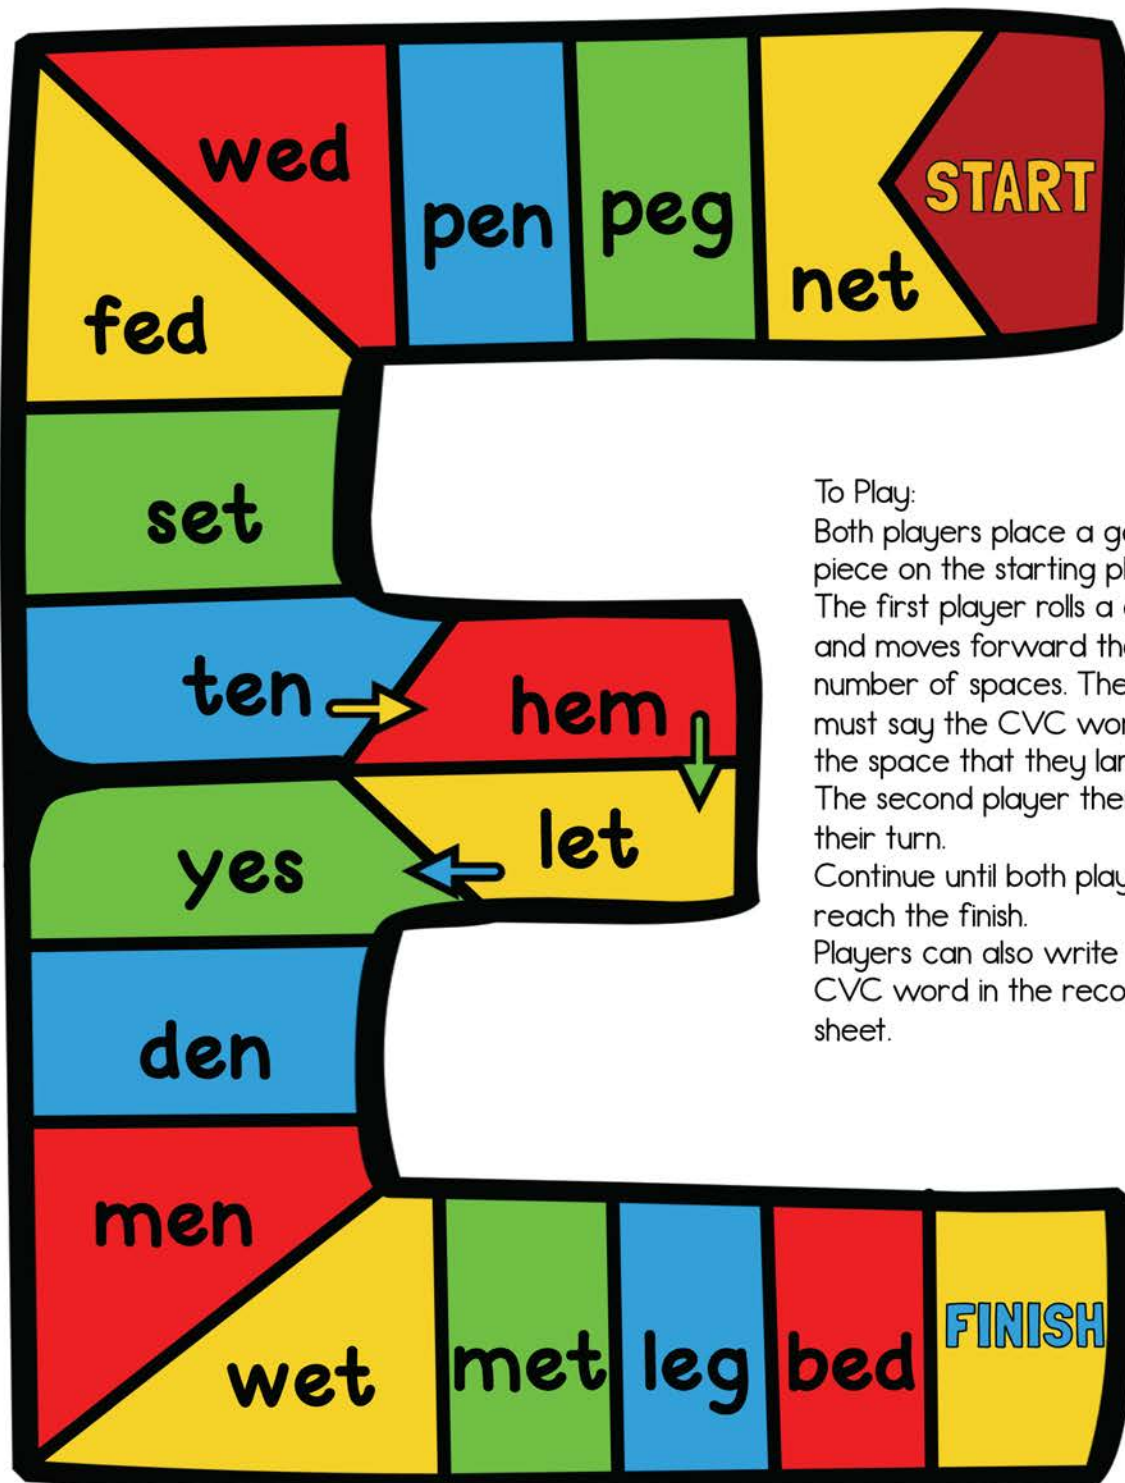 START
net
peg
pen
wed
fed
set
ten
hem
let
yes
den
men
wet
met
leg
bed
FINISH
To Play:
Both players place a
piece on the starting
The first player rolls a
and moves forward
number of spaces.
must say the CVC
the space that they
The second player
their turn.
Continue until both
reach the finish.
Players can also write
CVC word in the
sheet.